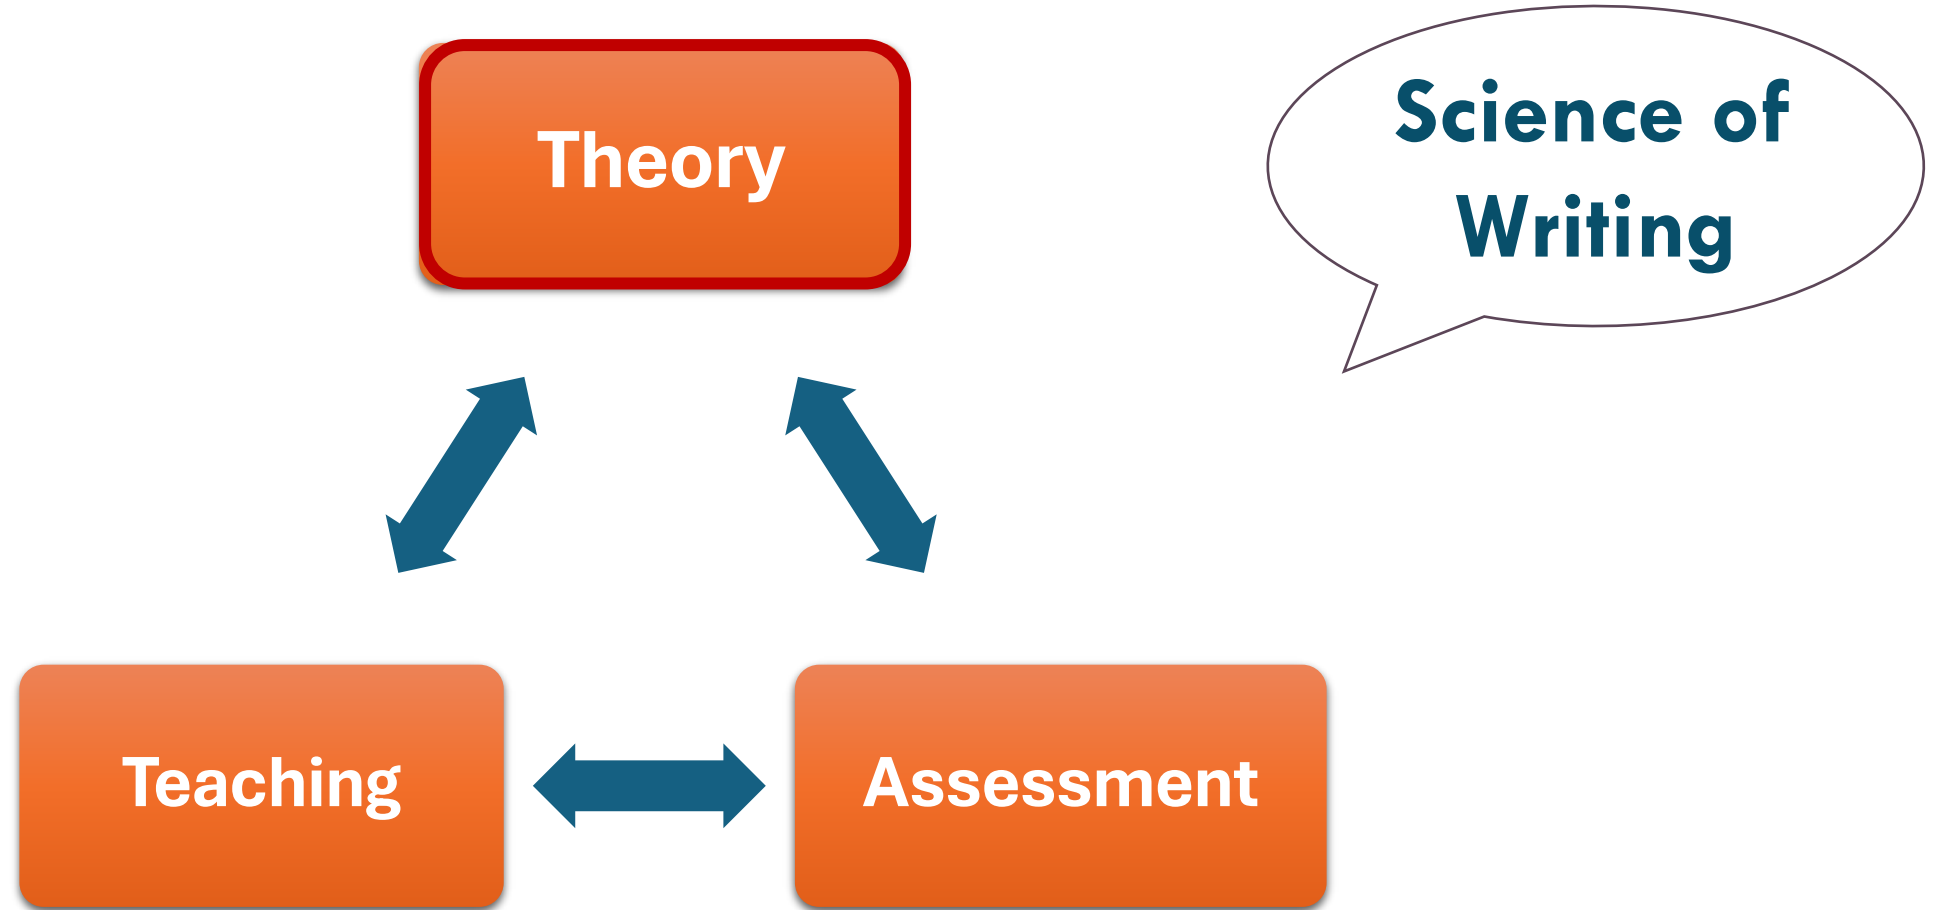 Theory
Science of
Writing
Teaching
Assessment